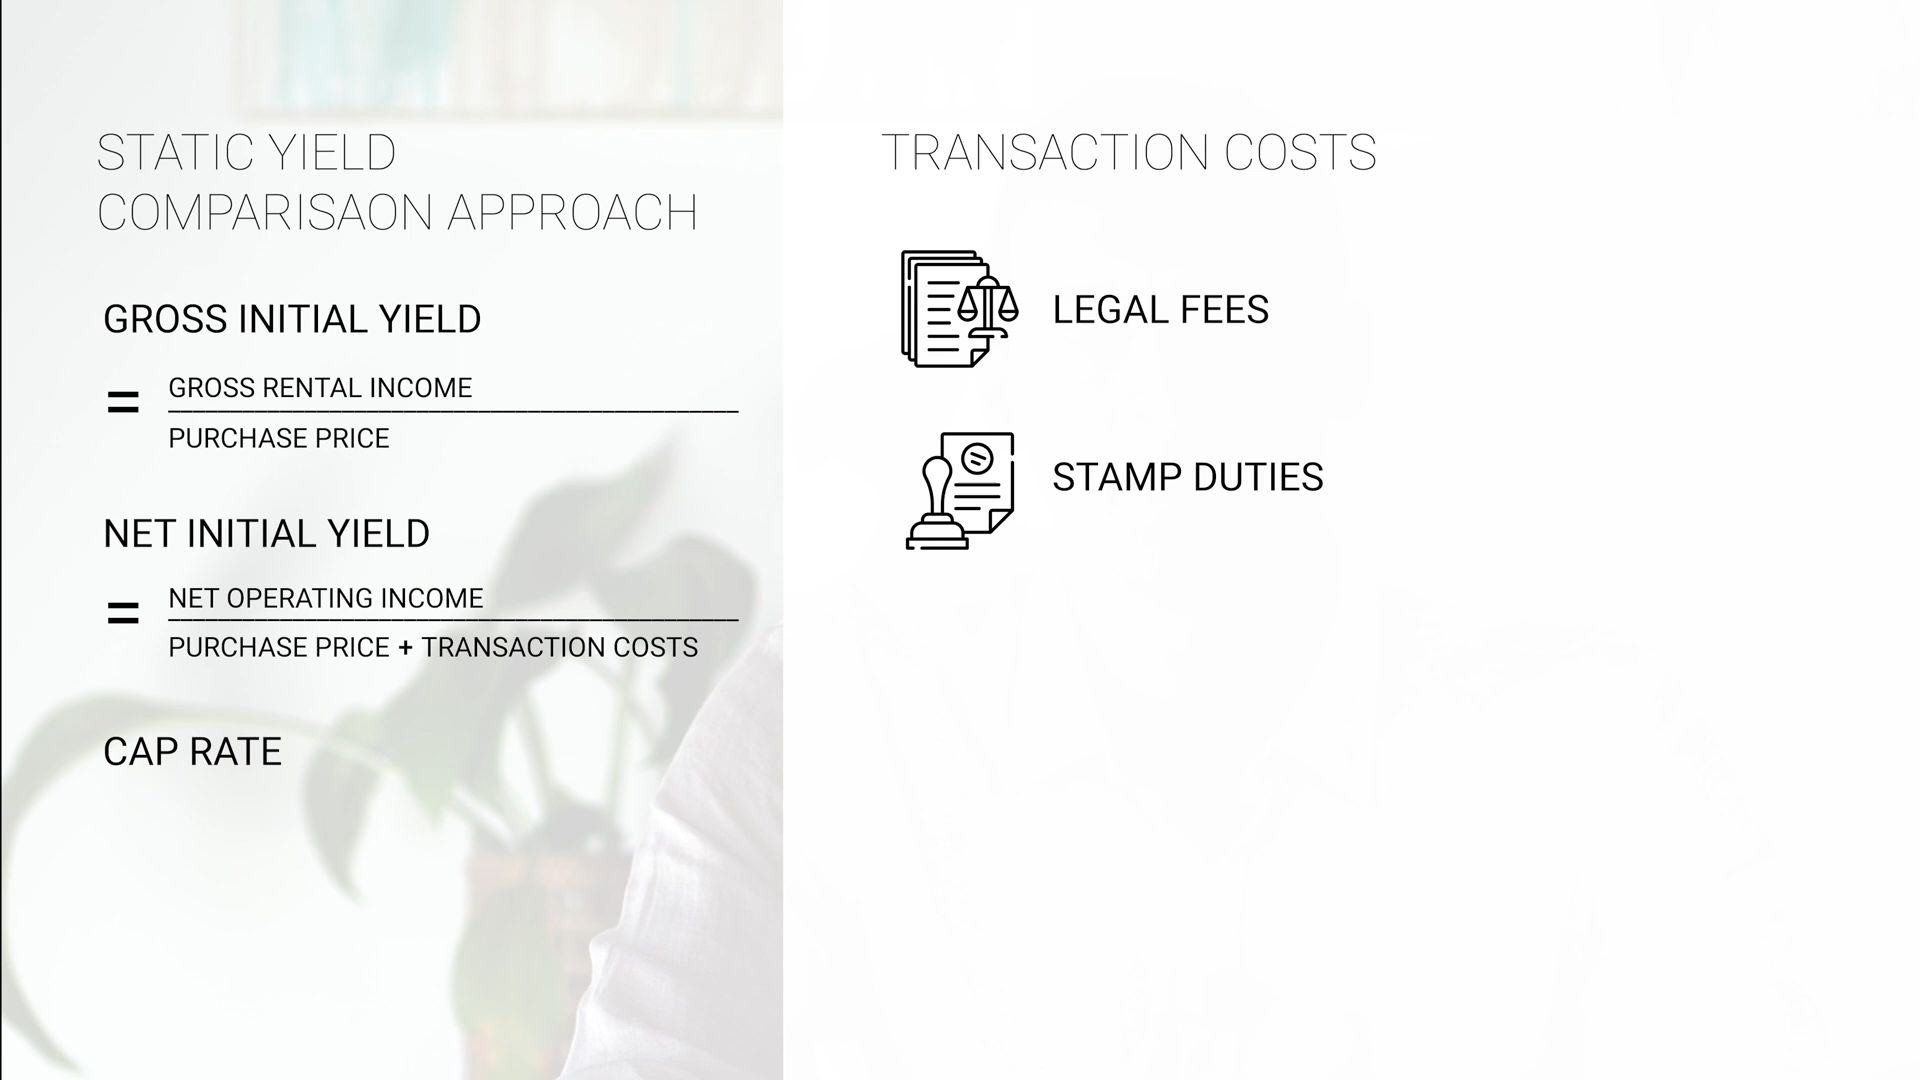 STATIC YIELD
COMPARISAON APPROACH
GROSS INITIAL YIELD
= GROSS RENTAL INCOME
PURCHASE PRICE
NET INITIAL YIELD
= NET OPERATING INCOME
PURCHASE PRICE + TRANSACTION COSTS
CAP RATE
TRANSACTION COSTS
LEGAL FEES
STAMP DUTIES